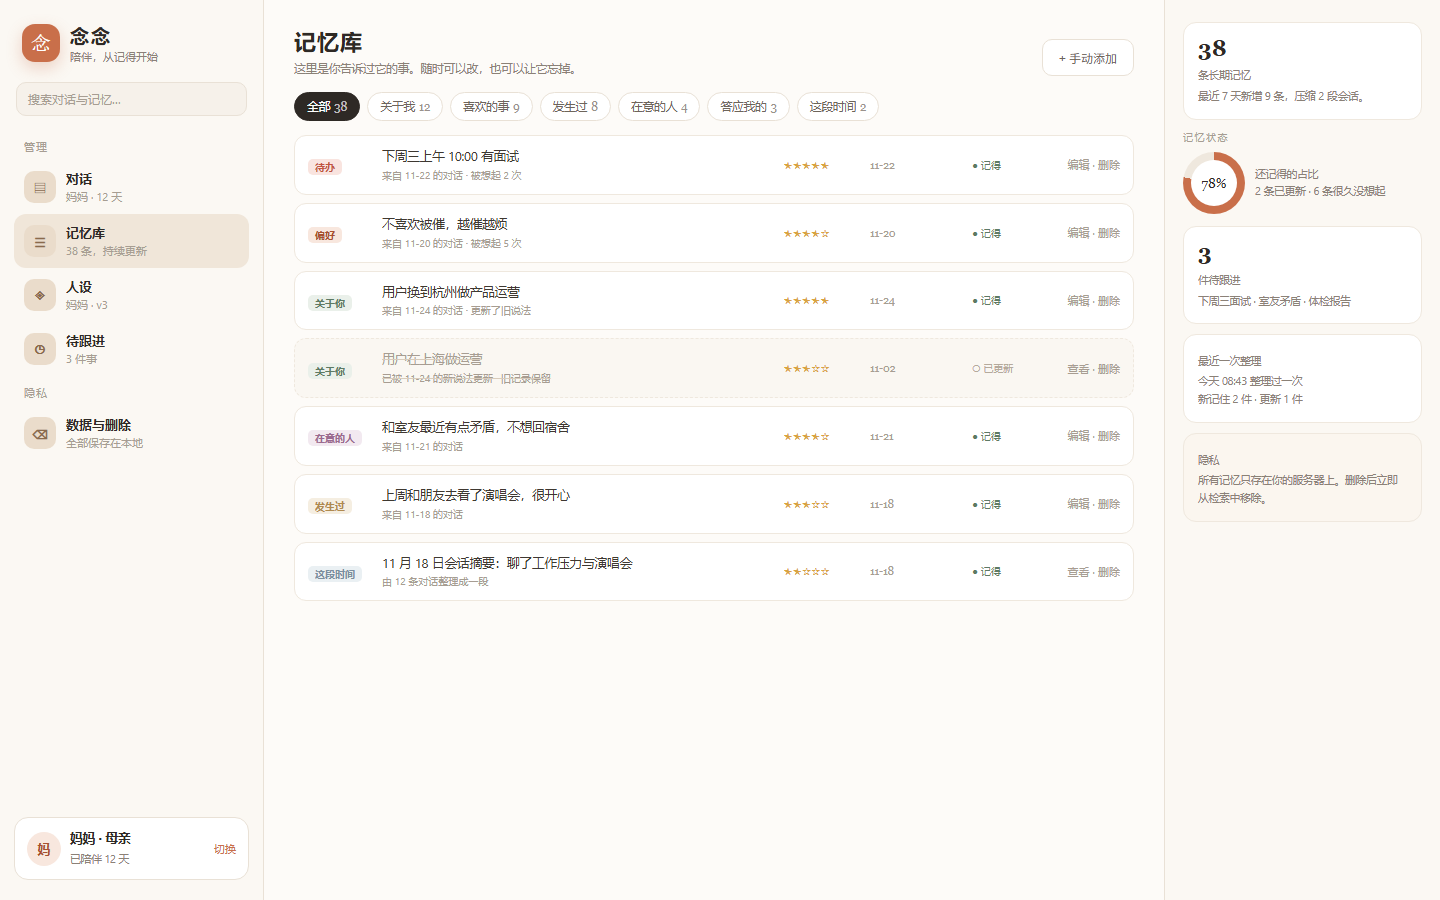 念
念念
陪伴，从记得开始
搜索对话与记忆...
管理
对话
妈妈 · 12 天
记忆库
38 条，持续更新
人设
妈妈 · v3
待跟进
3 件事
隐私
数据与删除
全部保存在本地
妈
妈妈 · 母亲
已陪伴 12 天
切换
记忆库
这里是你告诉过它的事。随时可以改，也可以让它忘掉。
+ 手动添加
全部 38
关于我 12
喜欢的事 9
发生过 8
在意的人 4
答应我的 3
这段时间 2
待办
下周三上午 10:00 有面试
来自 11-22 的对话 · 被想起 2 次
★★★★★
11-22
● 记得
编辑 · 删除
偏好
不喜欢被催，越催越烦
来自 11-20 的对话 · 被想起 5 次
★★★★☆
11-20
● 记得
编辑 · 删除
关于你
用户换到杭州做产品运营
来自 11-24 的对话 · 更新了旧说法
★★★★★
11-24
● 记得
编辑 · 删除
关于你
用户在上海做运营
已被 11-24 的新说法更新 · 旧记录保留
★★★☆☆
11-02
○ 已更新
查看 · 删除
在意的人
和室友最近有点矛盾，不想回宿舍
来自 11-21 的对话
★★★★☆
11-21
● 记得
编辑 · 删除
发生过
上周和朋友去看了演唱会，很开心
来自 11-18 的对话
★★★☆☆
11-18
● 记得
编辑 · 删除
这段时间
11 月 18 日会话摘要：聊了工作压力与演唱会
由 12 条对话整理成一段
★★☆☆☆
11-18
● 记得
查看 · 删除
38
条长期记忆
最近 7 天新增 9 条，压缩 2 段会话。
记忆状态
78%
还记得的占比
2 条已更新 · 6 条很久没想起
3
件待跟进
下周三面试 · 室友矛盾 · 体检报告
最近一次整理
今天 08:43 整理过一次
新记住 2 件 · 更新 1 件
隐私
所有记忆只存在你的服务器上。删除后立即
从检索中移除。